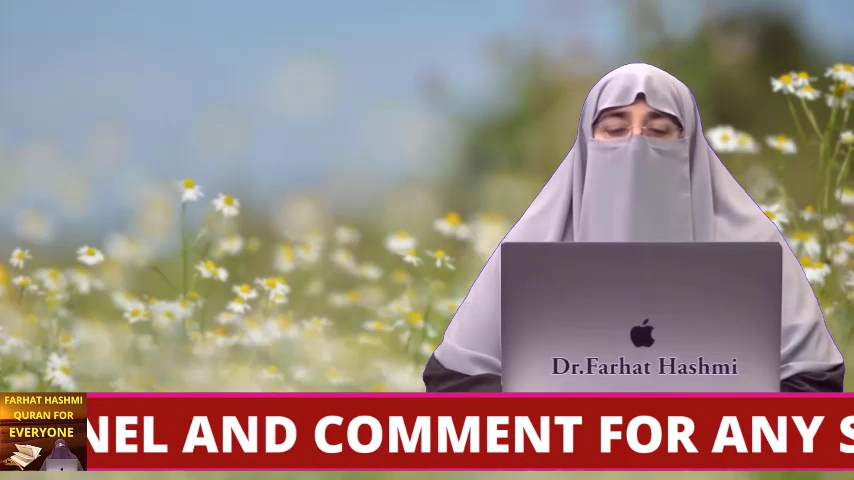 Dr.Farhat Hashmi
FARHAT HASHMI
QURAN FOR
EVERYONE
NEL AND COMMENT FOR ANY S